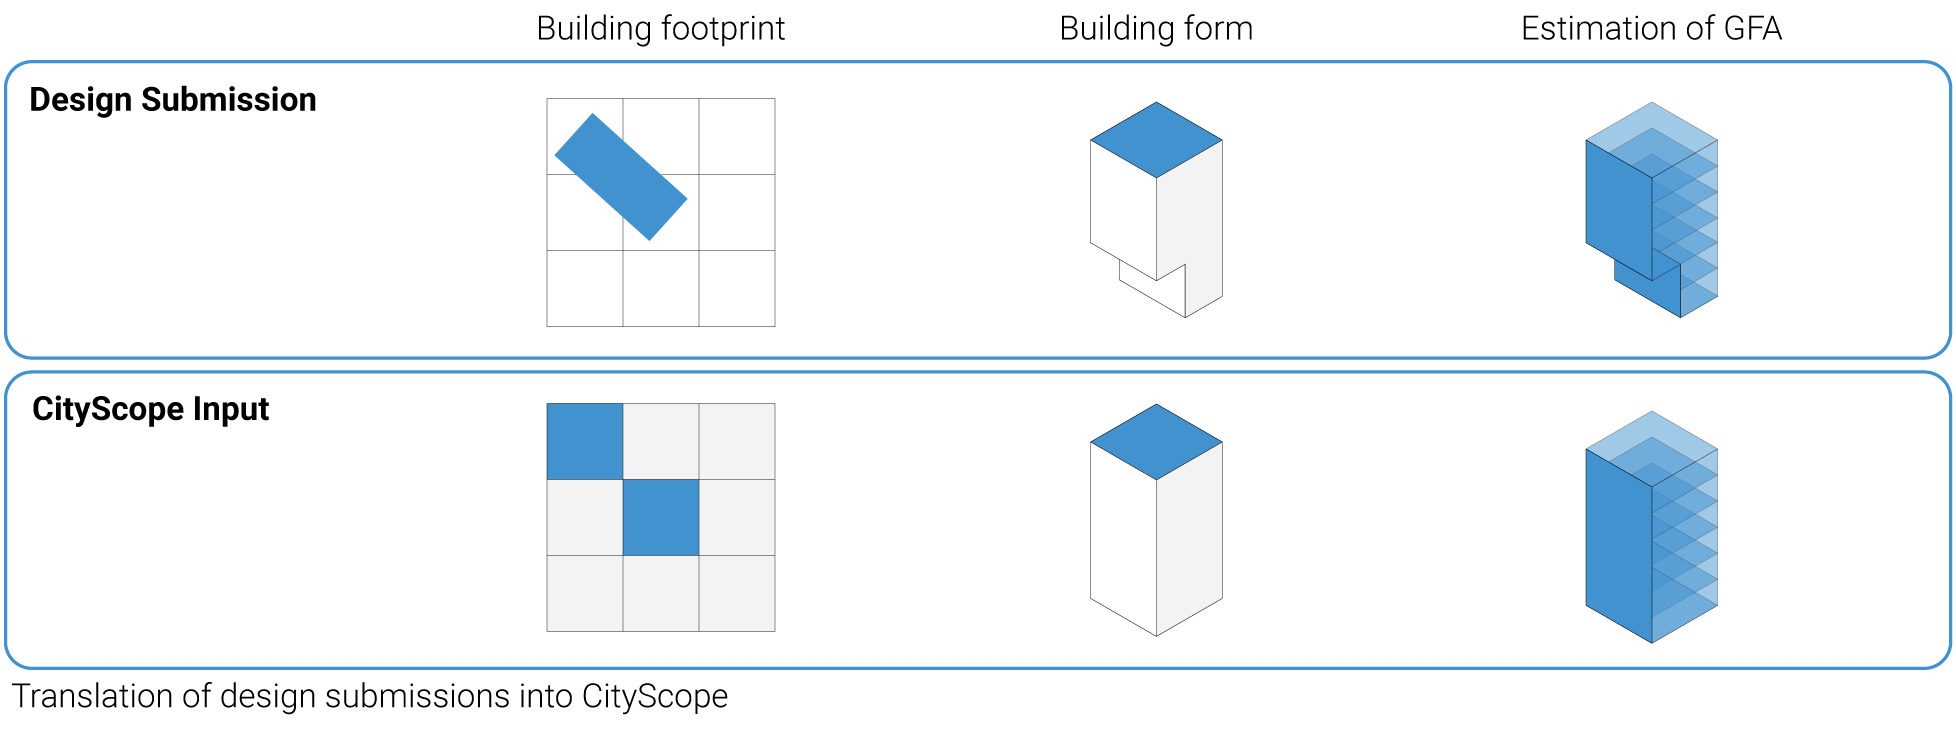 Building footprint
Building form
Estimation of GFA
Design Submission
CityScope Input
Translation of design submissions into CityScope